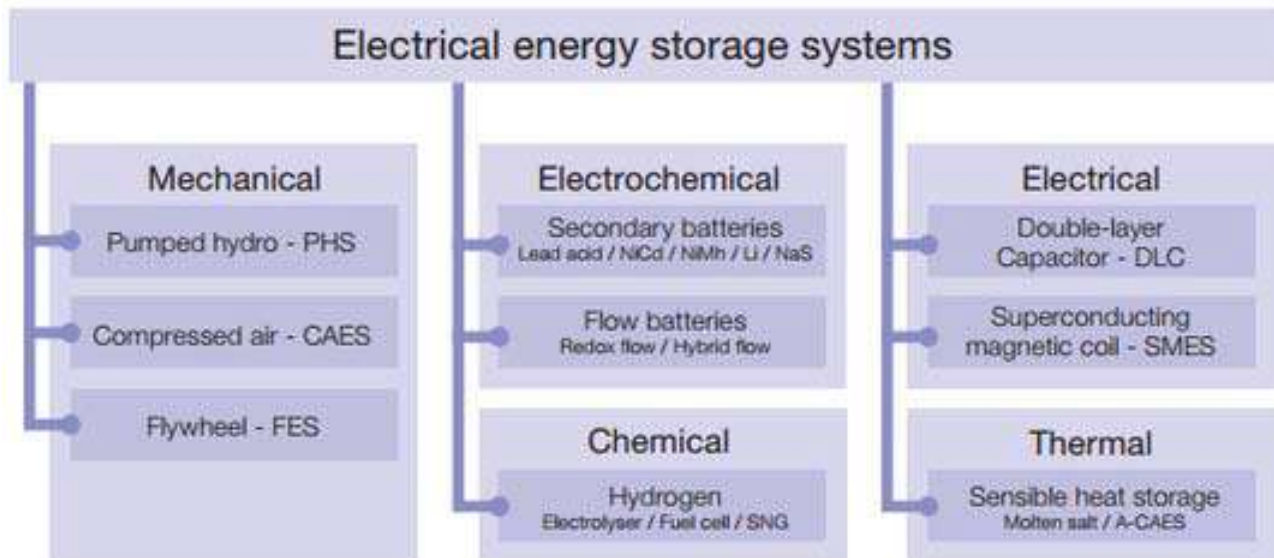 Electrical energy storage systems
Mechanical
Pumped hydro - PHS
Compressed air - CAES
Flywheel - FES
Electrochemical
Secondary batteries
Lead acid / NiCd / NiMh / Li / NaS
Flow batteries
Redox flow / Hybrid flow
Chemical
Hydrogen
Electrolyser / Fuel cell / SNG
Electrical
Double-layer
Capacitor - DLC
Superconducting
magnetic coil - SMES
Thermal
Sensible heat storage
Molten salt / A-CAES